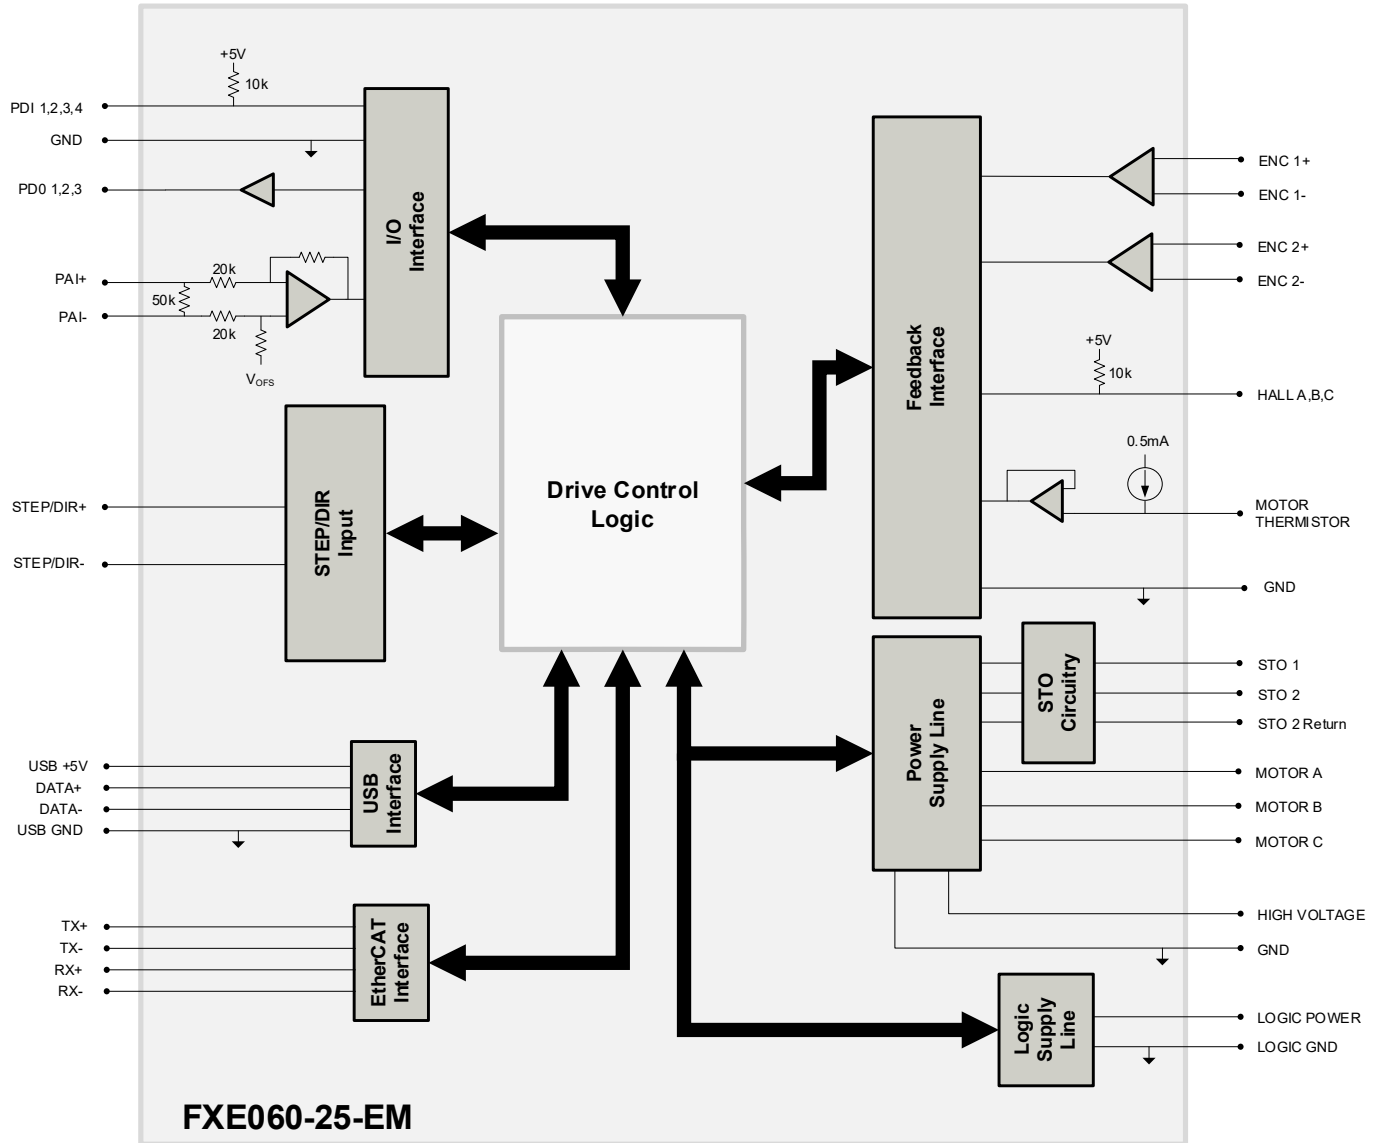 +5V
10k
PDI 1,2,3,4
GND
PD0 1,2,3
PAI+
20k
50k
PAI-
20k
VOFS
I/O
Interface
STEP/DIR+
STEP/DIR-
STEP/DIR
Input
Drive Control
Logic
USB +5V
DATA+
DATA-
USB GND
USB
Interface
TX+
TX-
RX+
RX-
EtherCAT
Interface
Feedback
Interface
ENC 1+
ENC 1-
ENC 2+
ENC 2-
+5V
10k
HALL A,B,C
0.5mA
MOTOR
THERMISTOR
GND
Power
Supply Line
STO
Circuitry
STO 1
STO 2
STO 2 Return
MOTOR A
MOTOR B
MOTOR C
HIGH VOLTAGE
GND
Logic
Supply
Line
LOGIC POWER
LOGIC GND
FXE060-25-EM